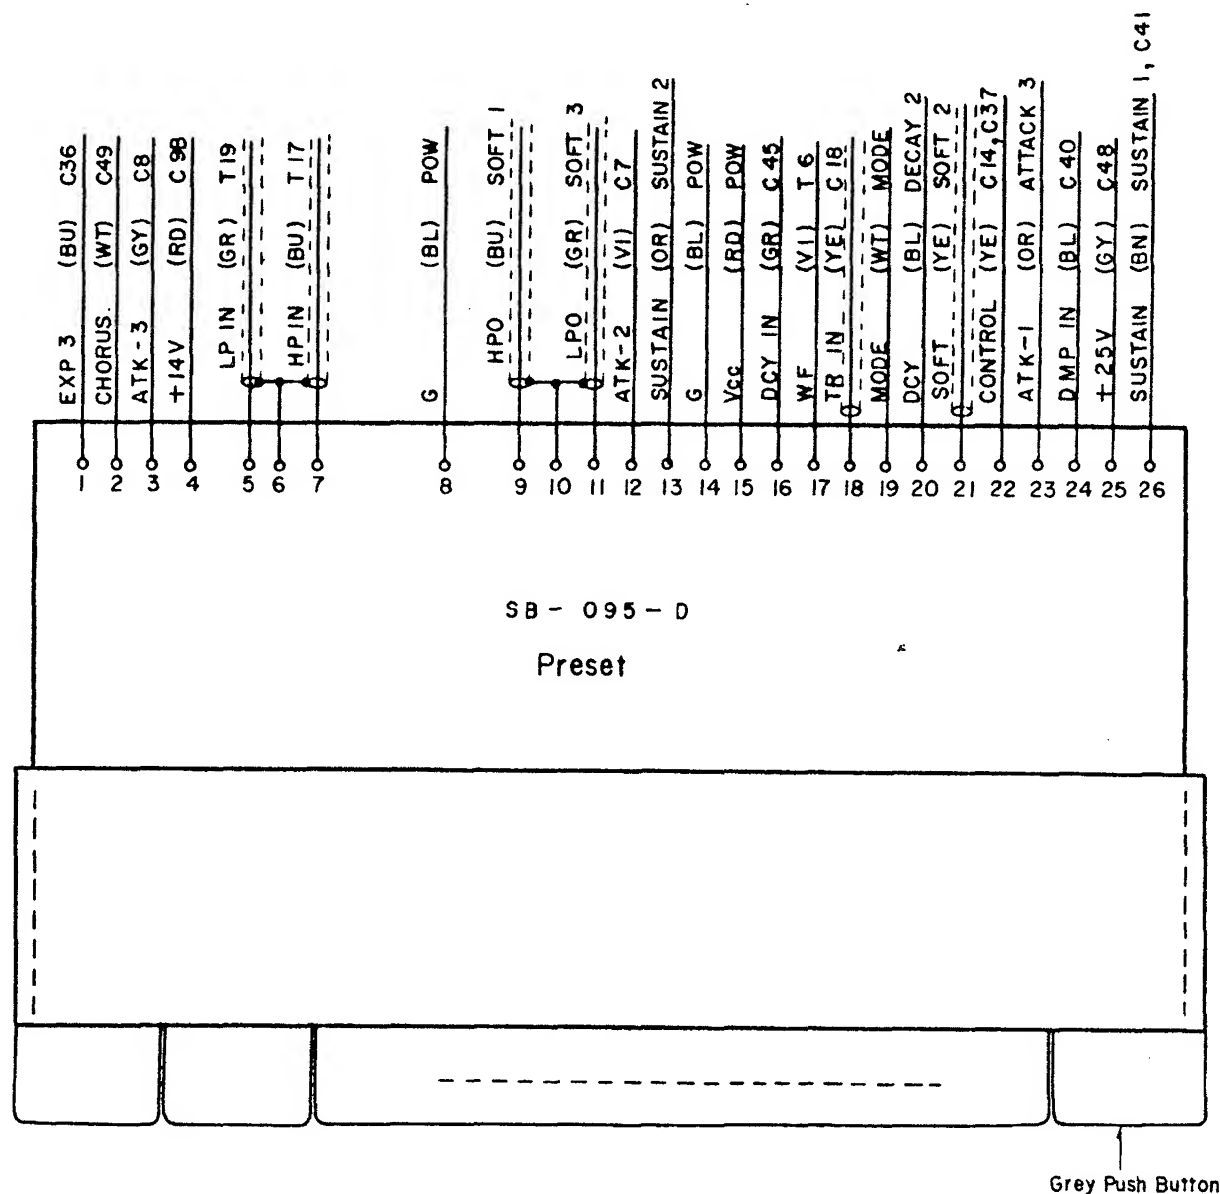 EXP 3 (BU) C36
CHORUS. (WT) C49
ATK-3 (GY) C8
+14V (RD) C98
LP IN (GR) T19
HPIN (BU) T17
G (BL) POW
HPO (BU) SOFT 1
LPO (GR) SOFT 3
ATK-2 (VI) C7
SUSTAIN (OR) SUSTAIN 2
G (BL) POW
Vcc (RD) POW
DCY IN (GR) C45
WF (VI) T6
TB IN (YE) C18
MODE (WT) MODE
DCY (BL) DECAY 2
SOFT (YE) SOFT 2
CONTROL (YE) C14, C37
ATK-1 (OR) ATTACK 3
DMP IN (BL) C40
+25V (GY) C48
SUSTAIN (BN) SUSTAIN 1, C41
1 2 3 4 5 6 7 8 9 10 11 12 13 14 15 16 17 18 19 20 21 22 23 24 25 26
SB-095-D
Preset
Grey Push Button